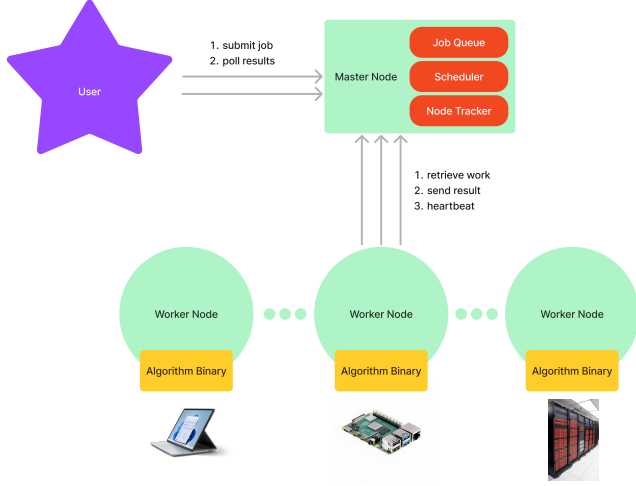 User
1. submit job
2. poll results
Master Node
Job Queue
Scheduler
Node Tracker
1. retrieve work
2. send result
3. heartbeat
Worker Node
Worker Node
Worker Node
Algorithm Binary
Algorithm Binary
Algorithm Binary